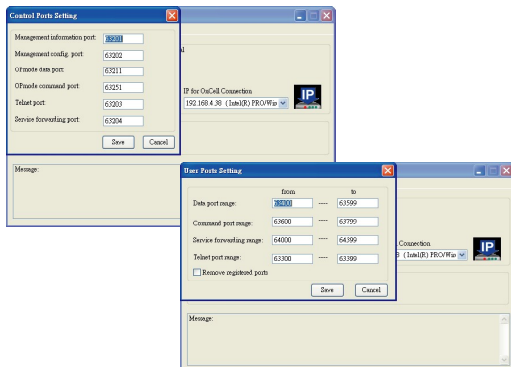 Control Ports Setting
Management information port: 63201
Management config. port: 63202
OPmode data port: 63211
OPmode command port: 63251
Telnet port: 63203
Service forwarding port: 63204
Save Cancel
IP for OnCell Connection
192.168.4.38 (Intel(R) PRO/Wir
IP
Message:
User Ports Setting
from to
Data port range: 63400 ---- 63599
Command port range: 63600 ---- 63799
Service forwarding range: 64000 ---- 64399
Telnet port range: 63300 ---- 63399
Remove registered ports
Save Cancel
Connection
8 (Intel(R) PRO/Wir
IP
Message: